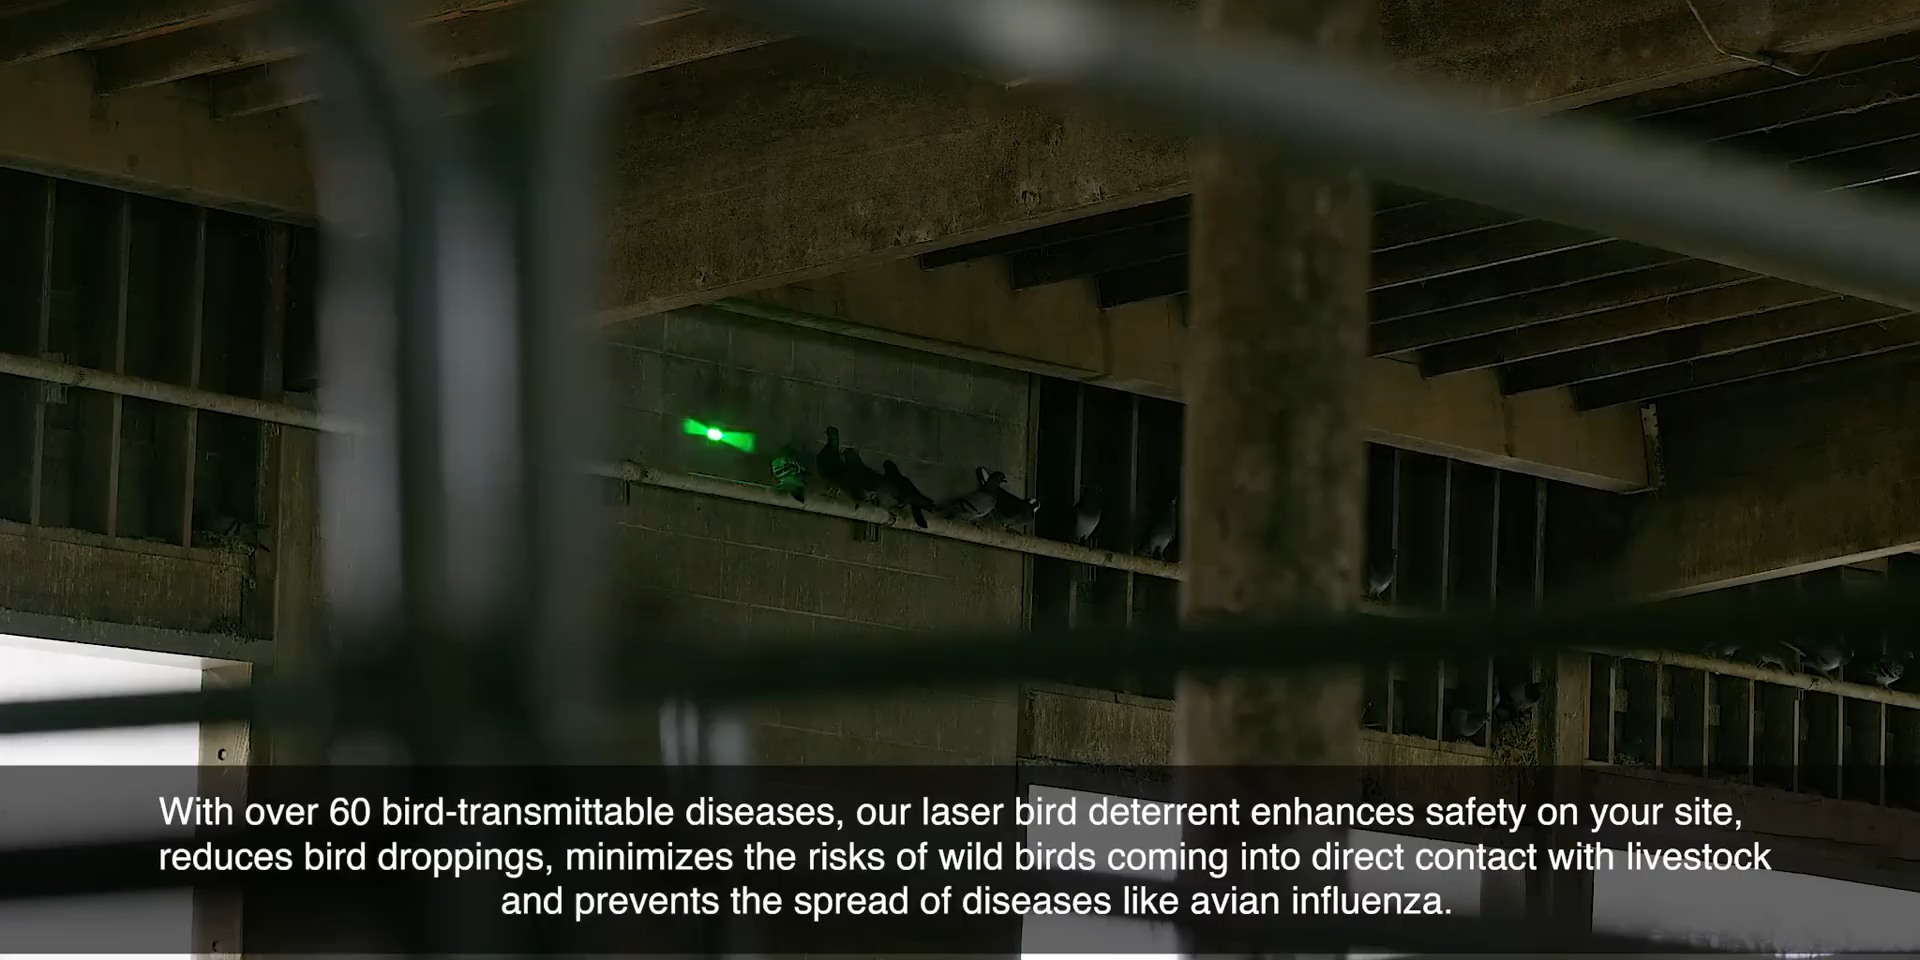 With over 60 bird-transmittable diseases, our laser bird deterrent enhances safety on your site,
reduces bird droppings, minimizes the risks of wild birds coming into direct contact with livestock
and prevents the spread of diseases like avian influenza.